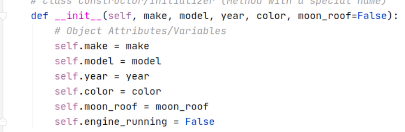 # Class Constructor/Initializer (Method with a special name)
def __init__(self, make, model, year, color, moon_roof=False):
# Object Attributes/Variables
self.make = make
self.model = model
self.year = year
self.color = color
self.moon_roof = moon_roof
self.engine_running = False